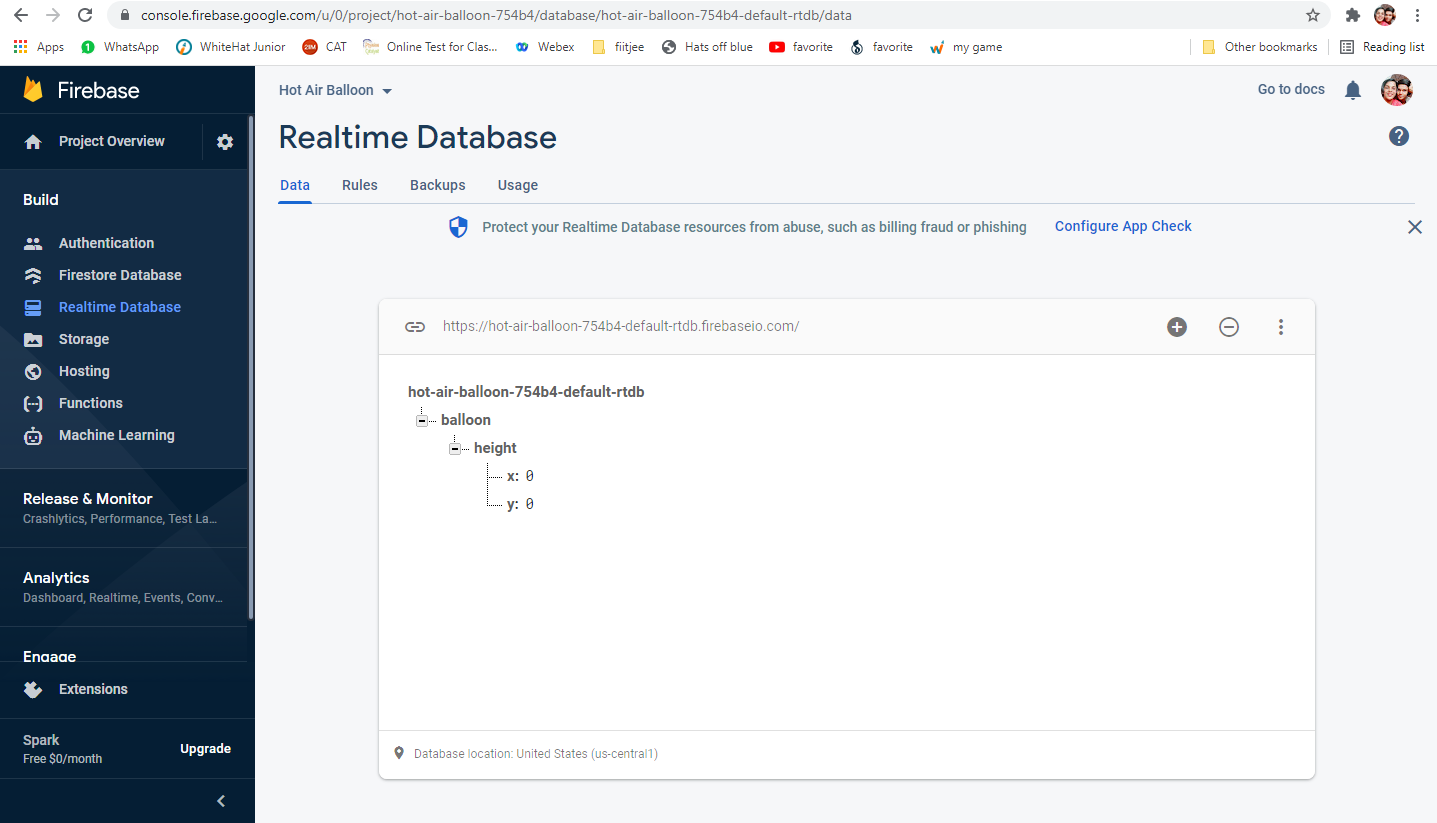 console.firebase.google.com/u/0/project/hot-air-balloon-754b4/database/hot-air-balloon-754b4-default-rtdb/data
Apps WhatsApp WhiteHat Junior CAT Online Test for Clas... Webex fiitjee Hats off blue favorite favorite my game Other bookmarks Reading list
Firebase
Project Overview
Build
Authentication
Firestore Database
Realtime Database
Storage
Hosting
Functions
Machine Learning
Release & Monitor
Crashlytics, Performance, Test La...
Analytics
Dashboard, Realtime, Events, Conv...
Engage
Extensions
Spark
Free $0/month
Upgrade
Hot Air Balloon
Go to docs
Realtime Database
Data Rules Backups Usage
Protect your Realtime Database resources from abuse, such as billing fraud or phishing Configure App Check
https://hot-air-balloon-754b4-default-rtdb.firebaseio.com/
hot-air-balloon-754b4-default-rtdb
balloon
height
x: 0
y: 0
Database location: United States (us-central1)